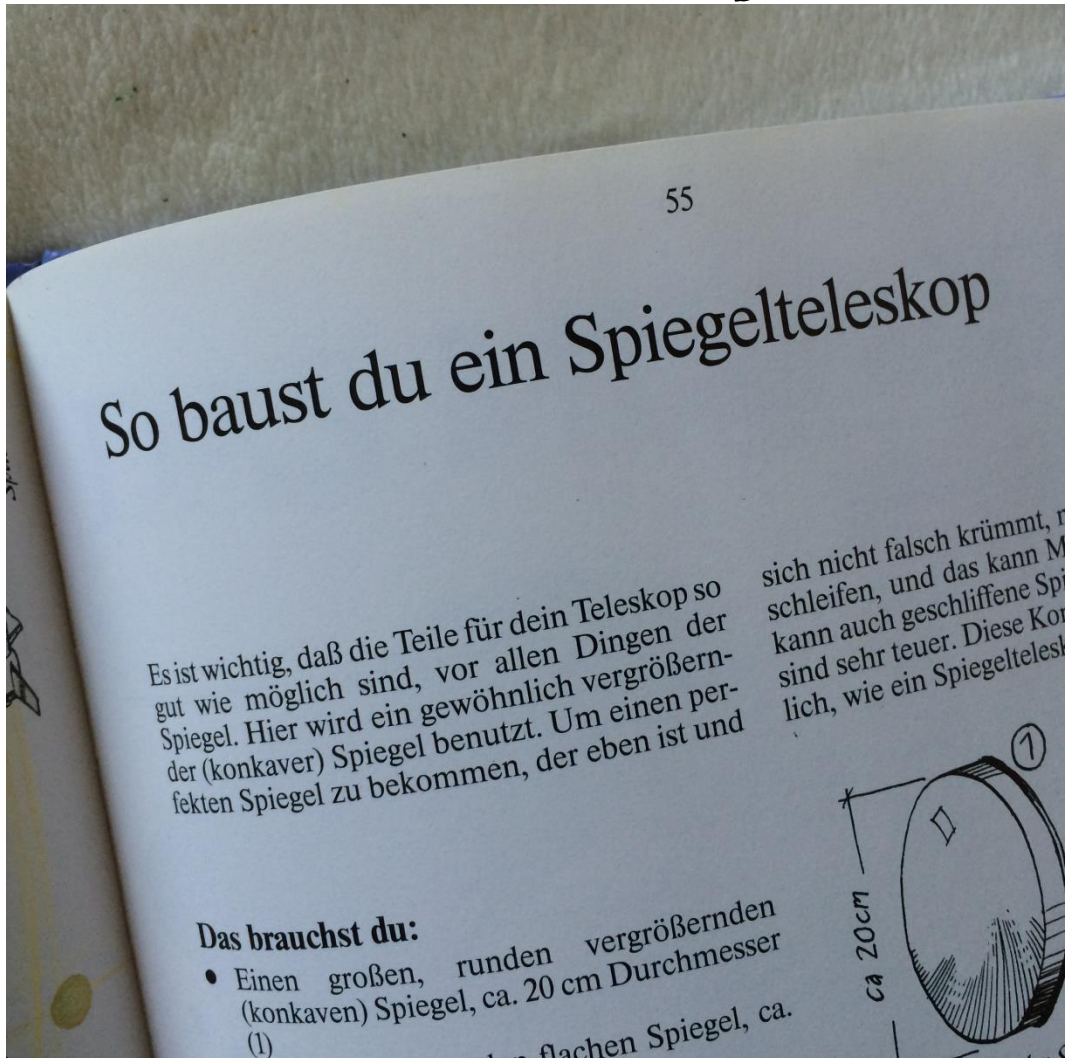 55
So baust du ein Spiegelteleskop
Es ist wichtig, daß die Teile für dein Teleskop so
gut wie möglich sind, vor allen Dingen der
Spiegel. Hier wird ein gewöhnlich vergrößern-
der (konkaver) Spiegel benutzt. Um einen per-
fekten Spiegel zu bekommen, der eben ist und
sich nicht falsch krümmt,
schleifen, und das kann
kann auch geschliffene
sind sehr teuer. Diese
lich, wie ein
Das brauchst du:
• Einen großen, runden vergrößernden
(konkaven) Spiegel, ca. 20 cm Durchmesser
(1)
flachen Spiegel, ca.
1
ca 20cm